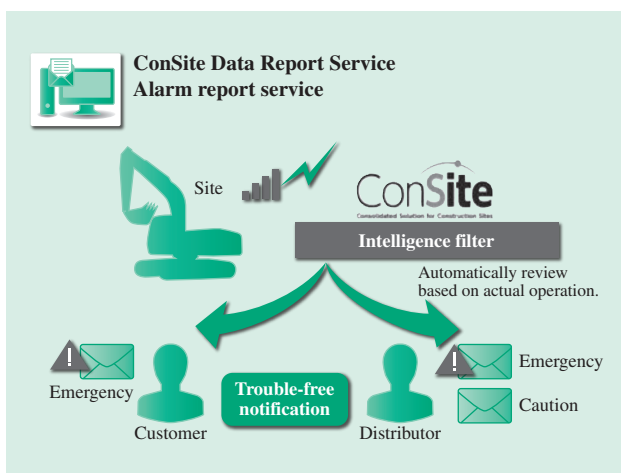 ConSite Data Report Service
Alarm report service
Site
ConSite
Consolidated Solution for Construction Sites
Intelligence filter
Automatically review
based on actual operation.
Emergency
Customer
Trouble-free
notification
Distributor
Emergency
Caution